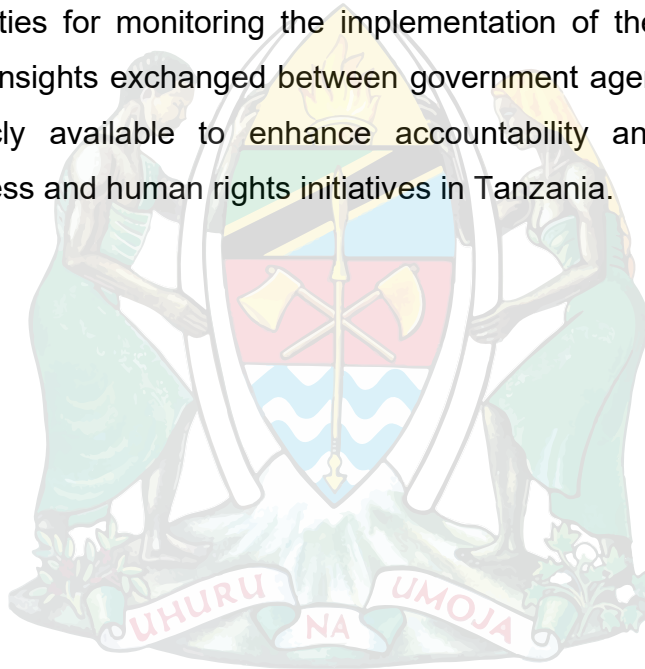 ties for monitoring the implementation of the
nsights exchanged between government age
cly available to enhance accountability an
ess and human rights initiatives in Tanzania.
UHURU
NA
UMOJA